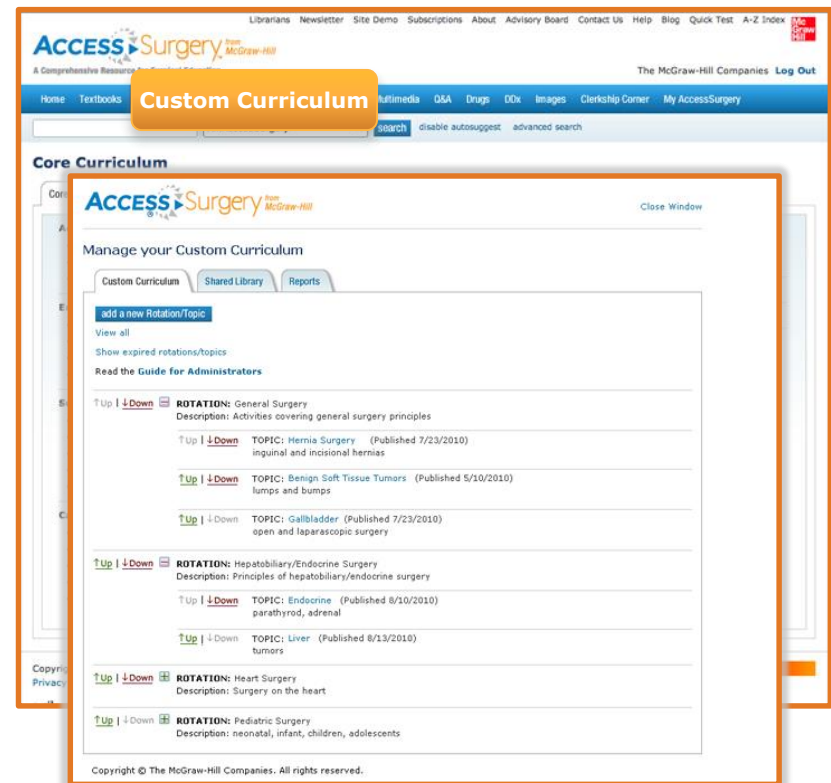 Librarians Newsletter Site Demo Subscriptions About Advisory Board Contact Us Help Blog Quick Test A-Z Index
Mc Graw Hill
ACCESS Surgery from McGraw-Hill
A Comprehensive Resource for Surgical Education
The McGraw-Hill Companies Log Out
Home Textbooks Custom Curriculum Multimedia Q&A Drugs DDx Images Clerkship Corner My AccessSurgery
search disable autosuggest advanced search
Core Curriculum
ACCESS Surgery from McGraw-Hill
Close Window
Manage your Custom Curriculum
Custom Curriculum Shared Library Reports
add a new Rotation/Topic
View all
Show expired rotations/topics
Read the Guide for Administrators
↑Up | ↓Down ROTATION: General Surgery
Description: Activities covering general surgery principles
↑Up | ↓Down TOPIC: Hernia Surgery (Published 7/23/2010)
inguinal and incisional hernias
↑Up | ↓Down TOPIC: Benign Soft Tissue Tumors (Published 5/10/2010)
lumps and bumps
↑Up | ↓Down TOPIC: Gallbladder (Published 7/23/2010)
open and laparascopic surgery
↑Up | ↓Down ROTATION: Hepatobiliary/Endocrine Surgery
Description: Principles of hepatobiliary/endocrine surgery
↑Up | ↓Down TOPIC: Endocrine (Published 8/10/2010)
parathyrod, adrenal
↑Up | ↓Down TOPIC: Liver (Published 8/13/2010)
tumors
↑Up | ↓Down ROTATION: Heart Surgery
Description: Surgery on the heart
↑Up | ↓Down ROTATION: Pediatric Surgery
Description: neonatal, infant, children, adolescents
Privacy
Copyright © The McGraw-Hill Companies. All rights reserved.